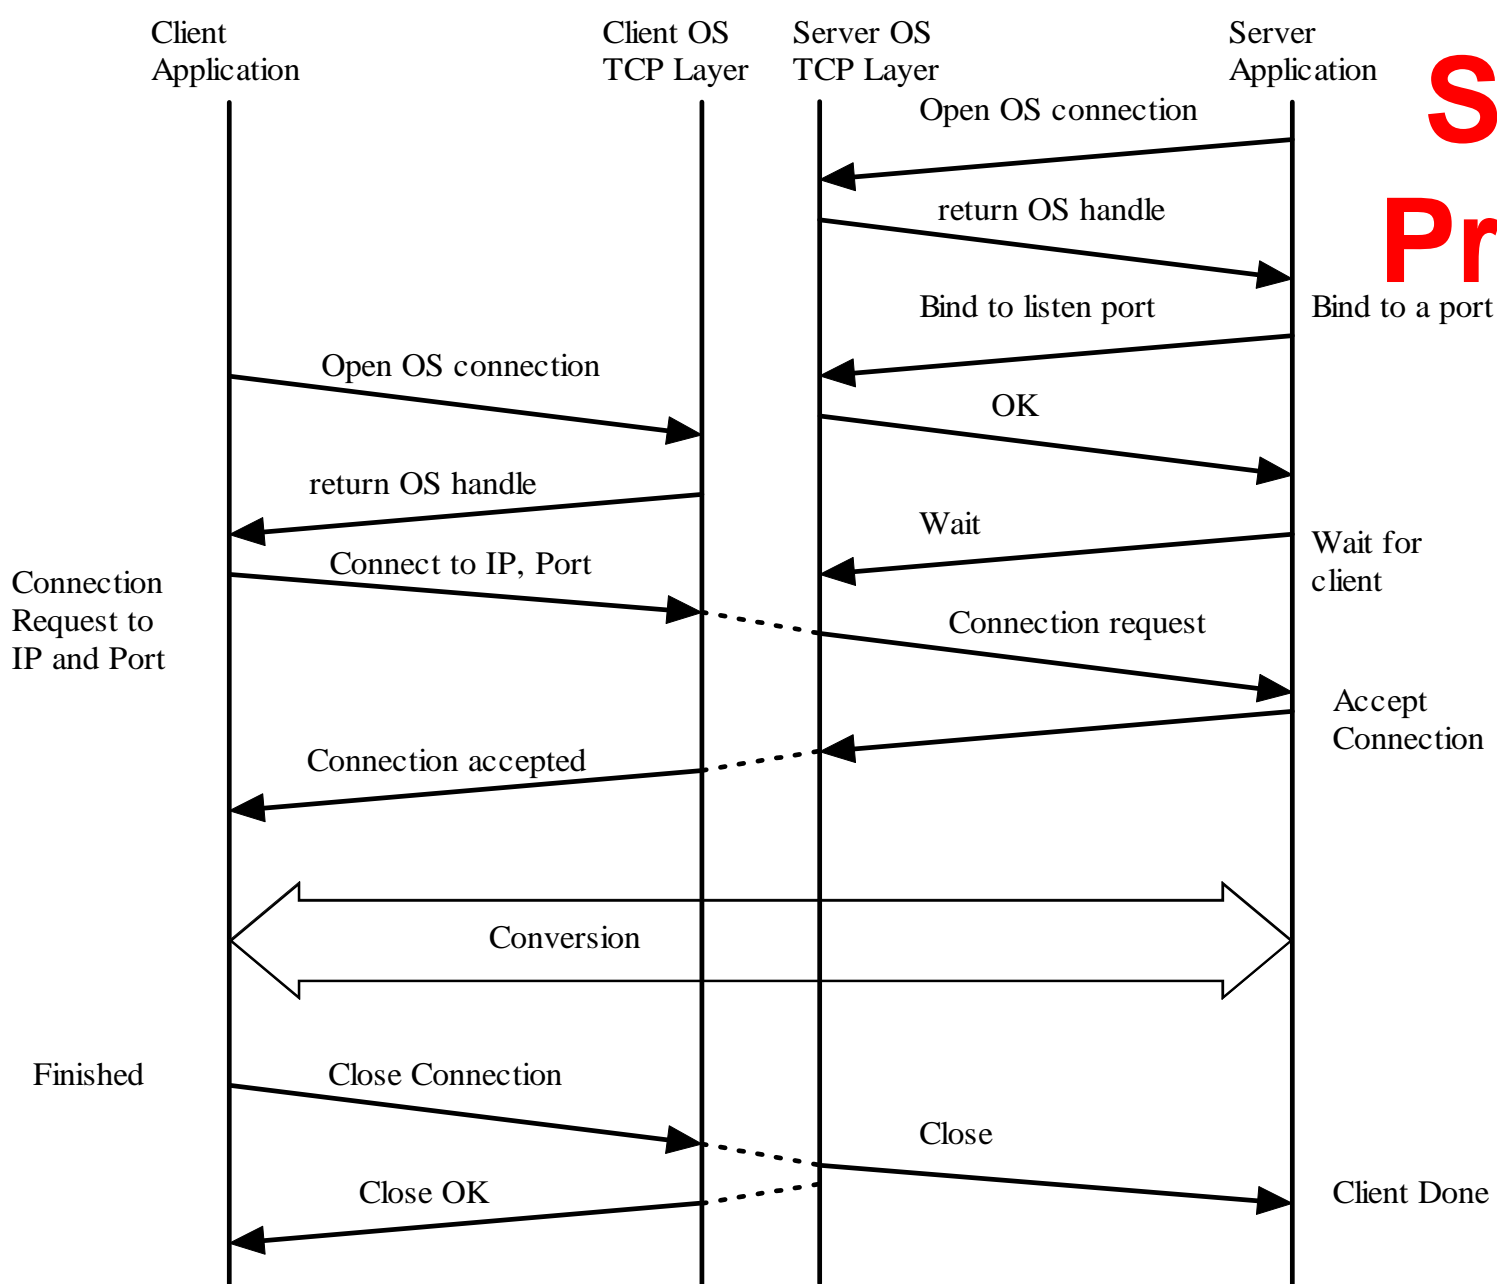 Client
Application
Client OS
TCP Layer
Server OS
TCP Layer
Server
Application
S
Pr
Open OS connection
return OS handle
Bind to listen port
Bind to a port
Open OS connection
OK
return OS handle
Wait
Wait for
client
Connect to IP, Port
Connection
Request to
IP and Port
Connection request
Accept
Connection
Connection accepted
Conversion
Finished
Close Connection
Close
Close OK
Client Done